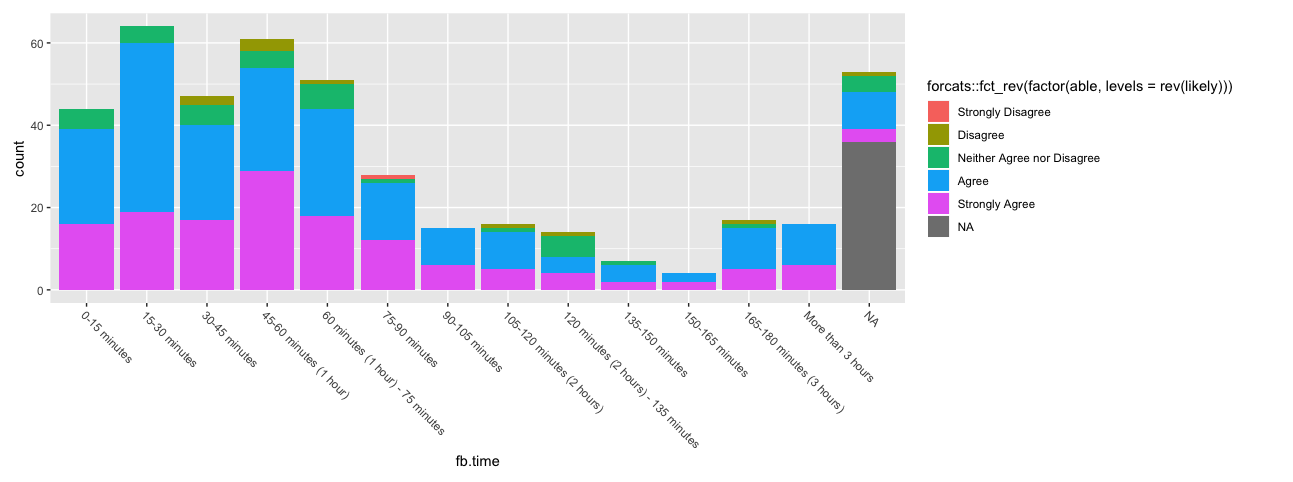 count
60
40
20
0
0-15 minutes
15-30 minutes
30-45 minutes
45-60 minutes (1 hour)
60 minutes (1 hour) - 75 minutes
75-90 minutes
90-105 minutes
105-120 minutes (2 hours)
120 minutes (2 hours) - 135 minutes
135-150 minutes
150-165 minutes
165-180 minutes (3 hours)
More than 3 hours
NA
fb.time
forcats::fct_rev(factor(able, levels = rev(likely)))
Strongly Disagree
Disagree
Neither Agree nor Disagree
Agree
Strongly Agree
NA